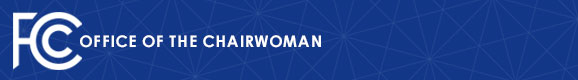 FCC OFFICE OF THE CHAIRWOMAN